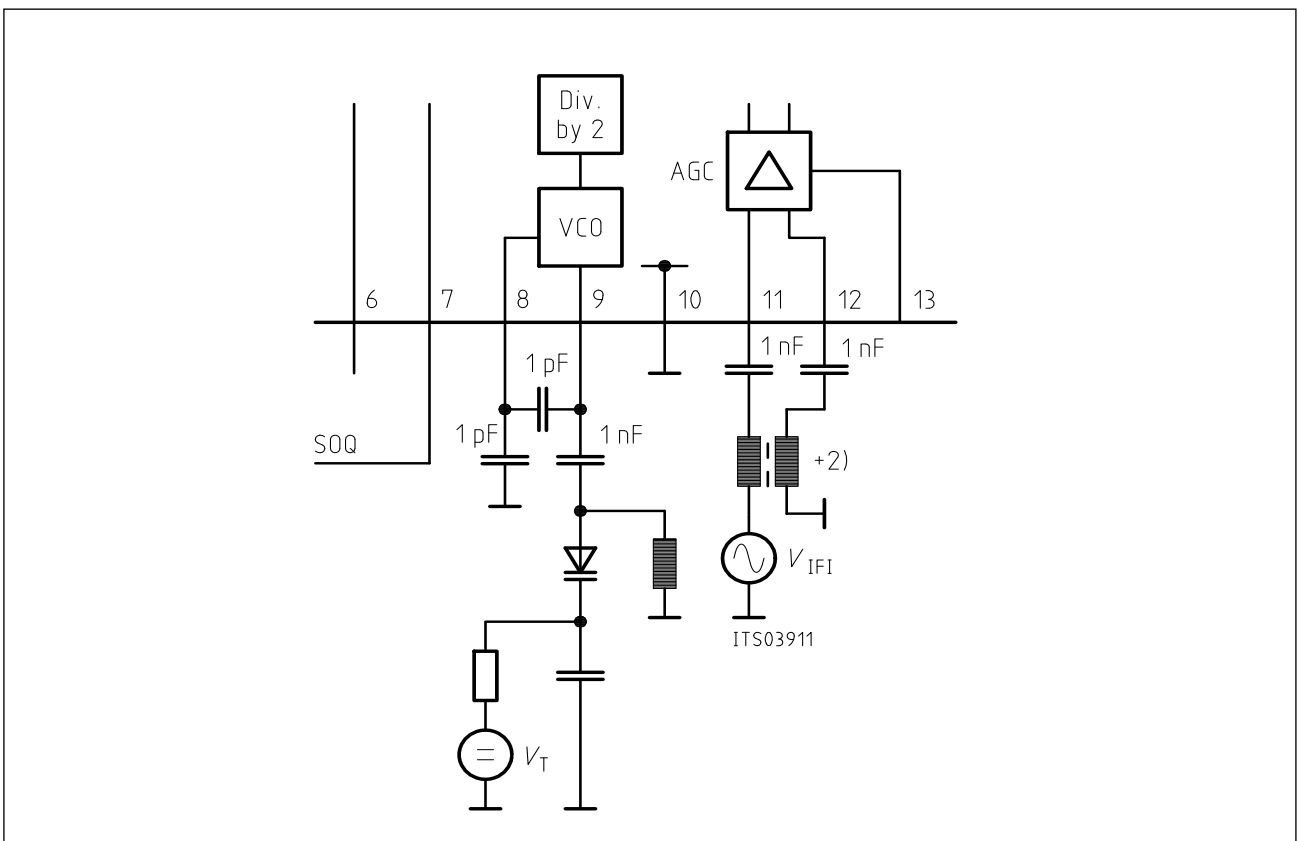 Div.
by 2
AGC
VCO
6
7
8
9
10
11
12
13
1 nF
1 nF
1 pF
1 pF
1 nF
SOQ
+2)
V IFI
ITS03911
V T